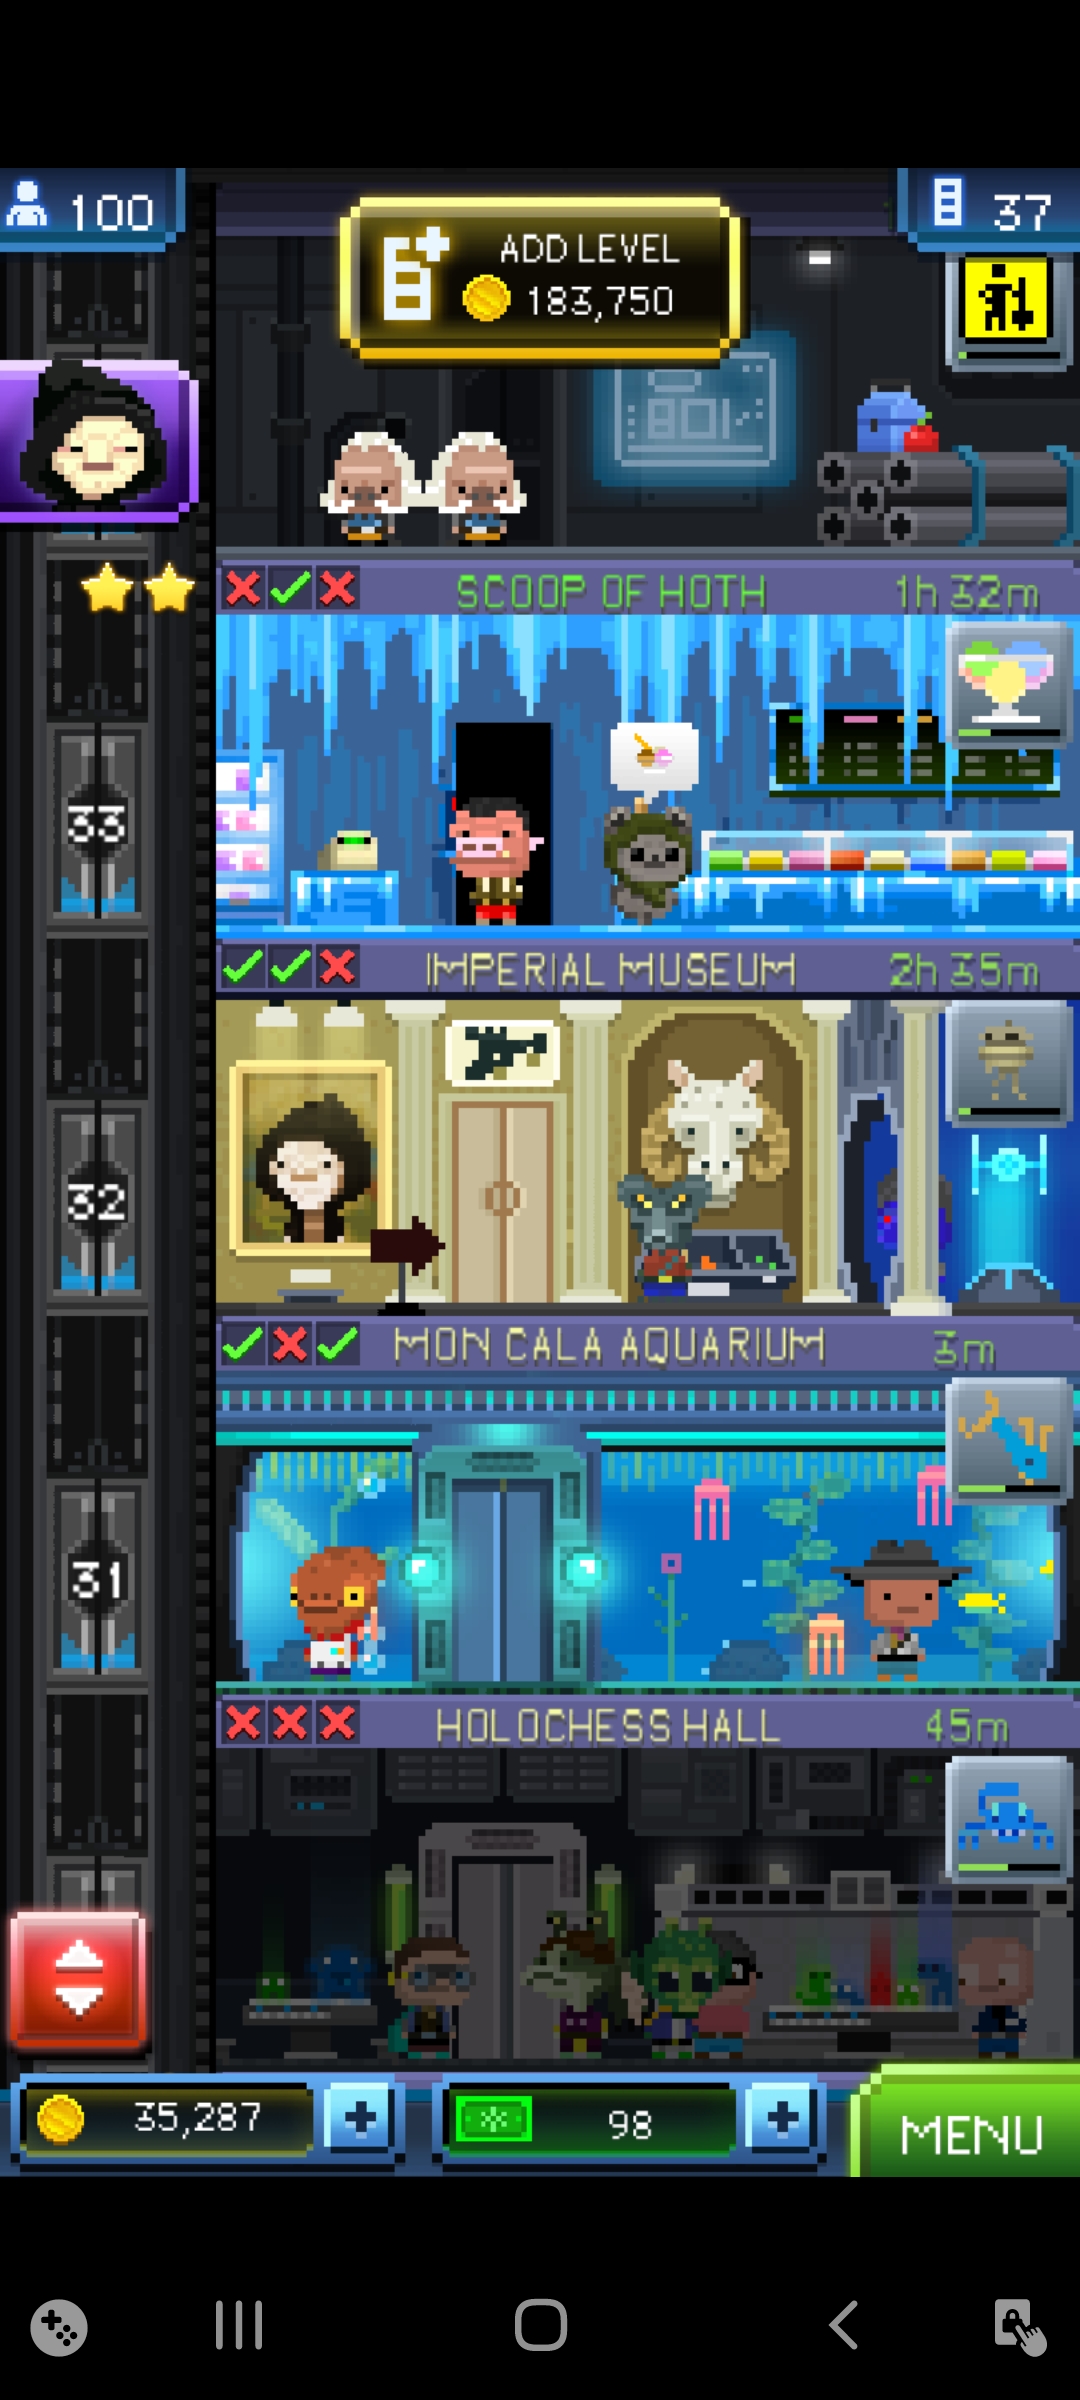 100
37
ADD LEVEL
183,750
SCOOP OF HOTH 1h 32m
33
IMPERIAL MUSEUM 2h 35m
32
MON CALA AQUARIUM 3m
31
HOLOCHESS HALL 45m
35,287
98
MENU